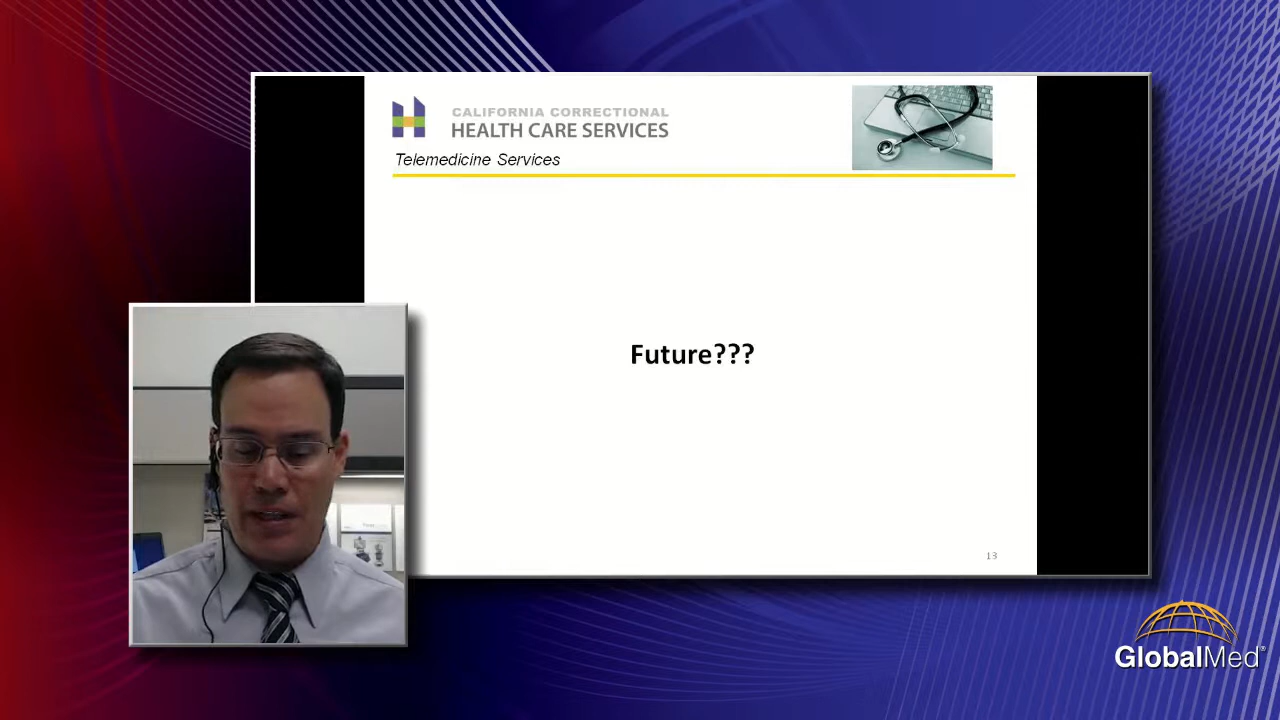 CALIFORNIA CORRECTIONAL
HEALTH CARE SERVICES
Telemedicine Services
Future???
13
GlobalMed®